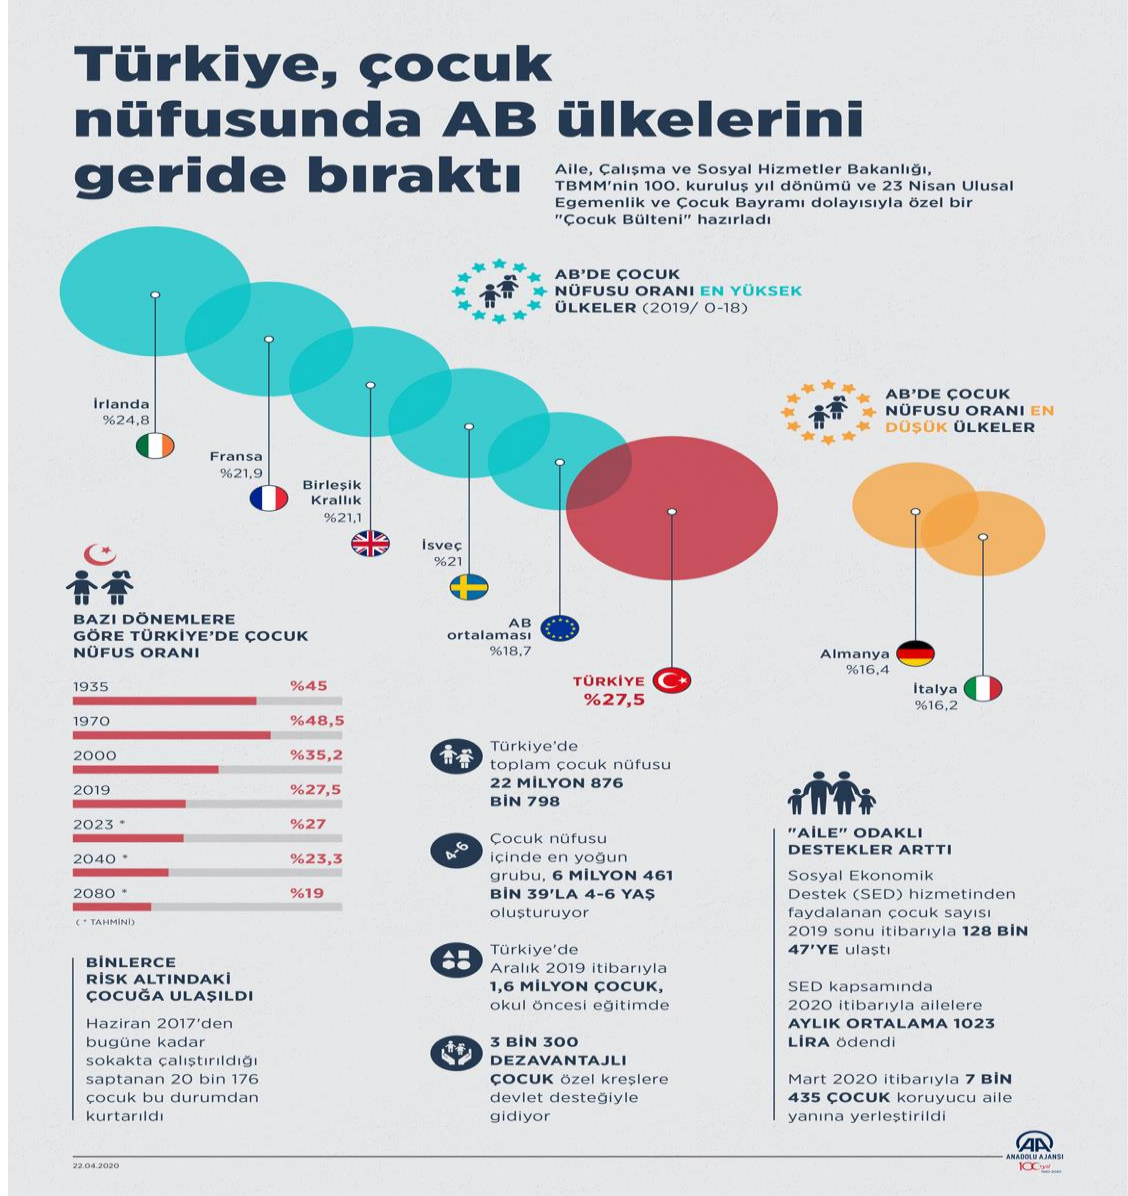 Türkiye, çocuk
nüfusunda AB ülkelerini
geride bıraktı
Aile, Çalışma ve Sosyal Hizmetler Bakanlığı,
TBMM'nin 100. kuruluş yıl dönümü ve 23 Nisan Ulusal
Egemenlik ve Çocuk Bayramı dolayısıyla özel bir
"Çocuk Bülteni" hazırladı
AB'DE ÇOCUK
NÜFUSU ORANI EN YÜKSEK
ÜLKELER (2019/ 0-18)
İrlanda
%24,8
Fransa
%21,9
Birleşik
Krallık
%21,1
İsveç
%21
AB
ortalaması
%18,7
TÜRKİYE
%27,5
AB'DE ÇOCUK
NÜFUSU ORANI EN
DÜŞÜK ÜLKELER
Almanya
%16,4
İtalya
%16,2
BAZI DÖNEMLERE
GÖRE TÜRKİYE'DE ÇOCUK
NÜFUS ORANI
1935 %45
1970 %48,5
2000 %35,2
2019 %27,5
2023 * %27
2040 * %23,3
2080 * %19
( * TAHMİNİ)
BİNLERCE
RİSK ALTINDAKİ
ÇOCUĞA ULAŞILDI
Haziran 2017'den
bugüne kadar
sokakta çalıştırıldığı
saptanan 20 bin 176
çocuk bu durumdan
kurtarıldı
Türkiye'de
toplam çocuk nüfusu
22 MİLYON 876
BİN 798
4-6
Çocuk nüfusu
içinde en yoğun
grubu, 6 MİLYON 461
BİN 39'LA 4-6 YAŞ
oluşturuyor
Türkiye'de
Aralık 2019 itibarıyla
1,6 MİLYON ÇOCUK,
okul öncesi eğitimde
3 BİN 300
DEZAVANTAJLI
ÇOCUK özel kreşlere
devlet desteğiyle
gidiyor
"AİLE" ODAKLI
DESTEKLER ARTTI
Sosyal Ekonomik
Destek (SED) hizmetinden
faydalanan çocuk sayısı
2019 sonu itibarıyla 128 BİN
47'YE ulaştı
SED kapsamında
2020 itibarıyla ailelere
AYLIK ORTALAMA 1023
LİRA ödendi
Mart 2020 itibarıyla 7 BİN
435 ÇOCUK koruyucu aile
yanına yerleştirildi
22.04.2020
AA
ANADOLU AJANSI
100